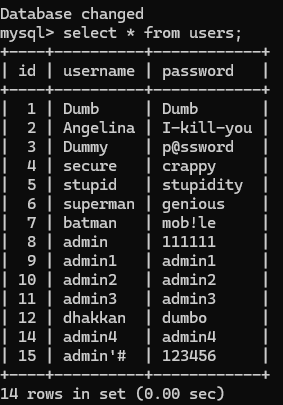 Database changed
mysql> select * from users;
+----+----------+------------+
| id | username | password   |
+----+----------+------------+
|  1 | Dumb     | Dumb       |
|  2 | Angelina | I-kill-you |
|  3 | Dummy    | p@ssword   |
|  4 | secure   | crappy     |
|  5 | stupid   | stupidity  |
|  6 | superman | genious    |
|  7 | batman   | mob!le     |
|  8 | admin    | 111111     |
|  9 | admin1   | admin1     |
| 10 | admin2   | admin2     |
| 11 | admin3   | admin3     |
| 12 | dhakkan  | dumbo      |
| 14 | admin4   | admin4     |
| 15 | admin'#  | 123456     |
+----+----------+------------+
14 rows in set (0.00 sec)